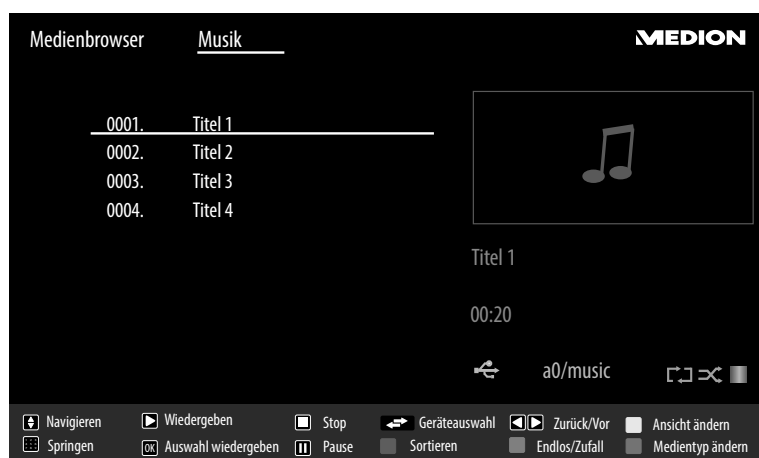 Medienbrowser Musik MEDION
0001. Titel 1
0002. Titel 2
0003. Titel 3
0004. Titel 4
Titel 1
00:20
a0/music
Navigieren Wiedergeben Stop Geräteauswahl Zurück/Vor Ansicht ändern
Springen OK Auswahl wiedergeben Pause Sortieren Endlos/Zufall Medientyp ändern